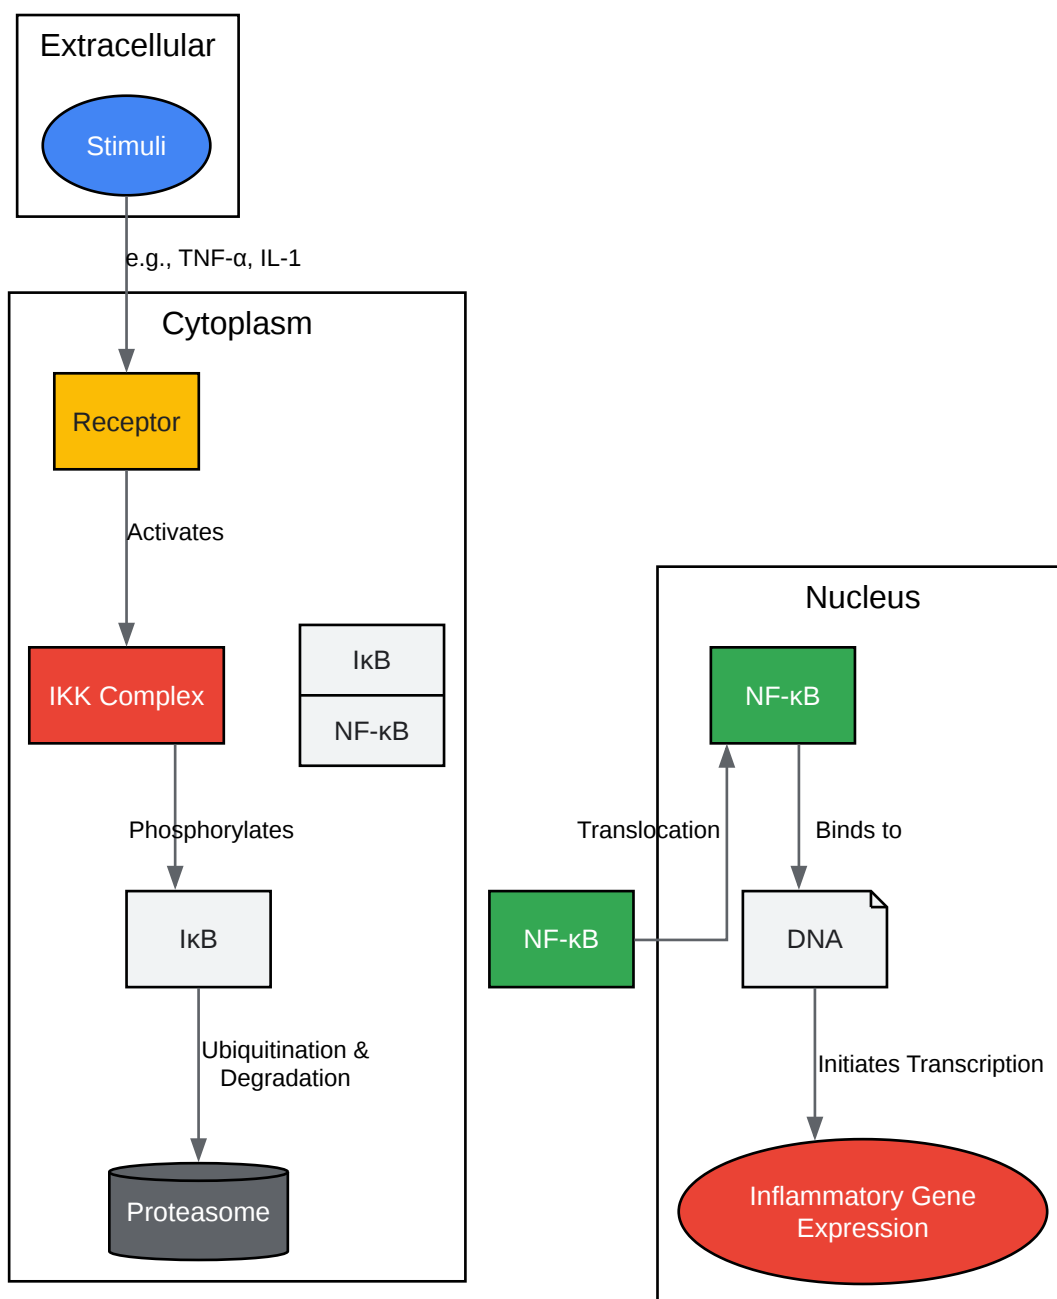 Extracellular
Stimuli
e.g., TNF-α, IL-1
Cytoplasm
Receptor
Activates
IKK Complex
IκB
NF-κB
Phosphorylates
IκB
Ubiquitination &
Degradation
Proteasome
NF-κB
Translocation
Nucleus
NF-κB
Binds to
DNA
Initiates Transcription
Inflammatory Gene
Expression